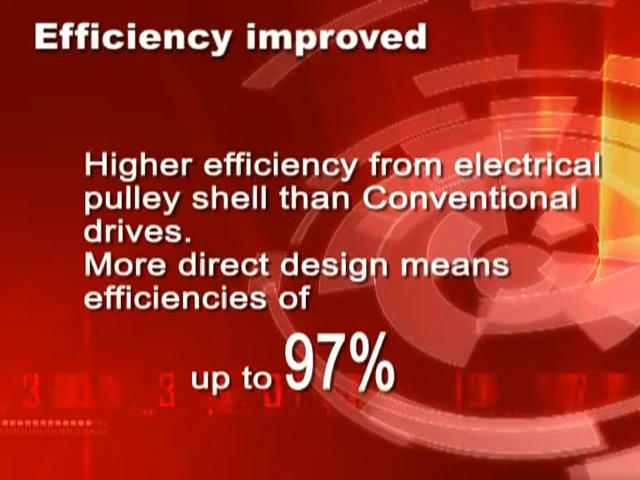 Efficiency improved
Higher efficiency from electrical
pulley shell than Conventional
drives.
More direct design means
efficiencies of
up to 97%